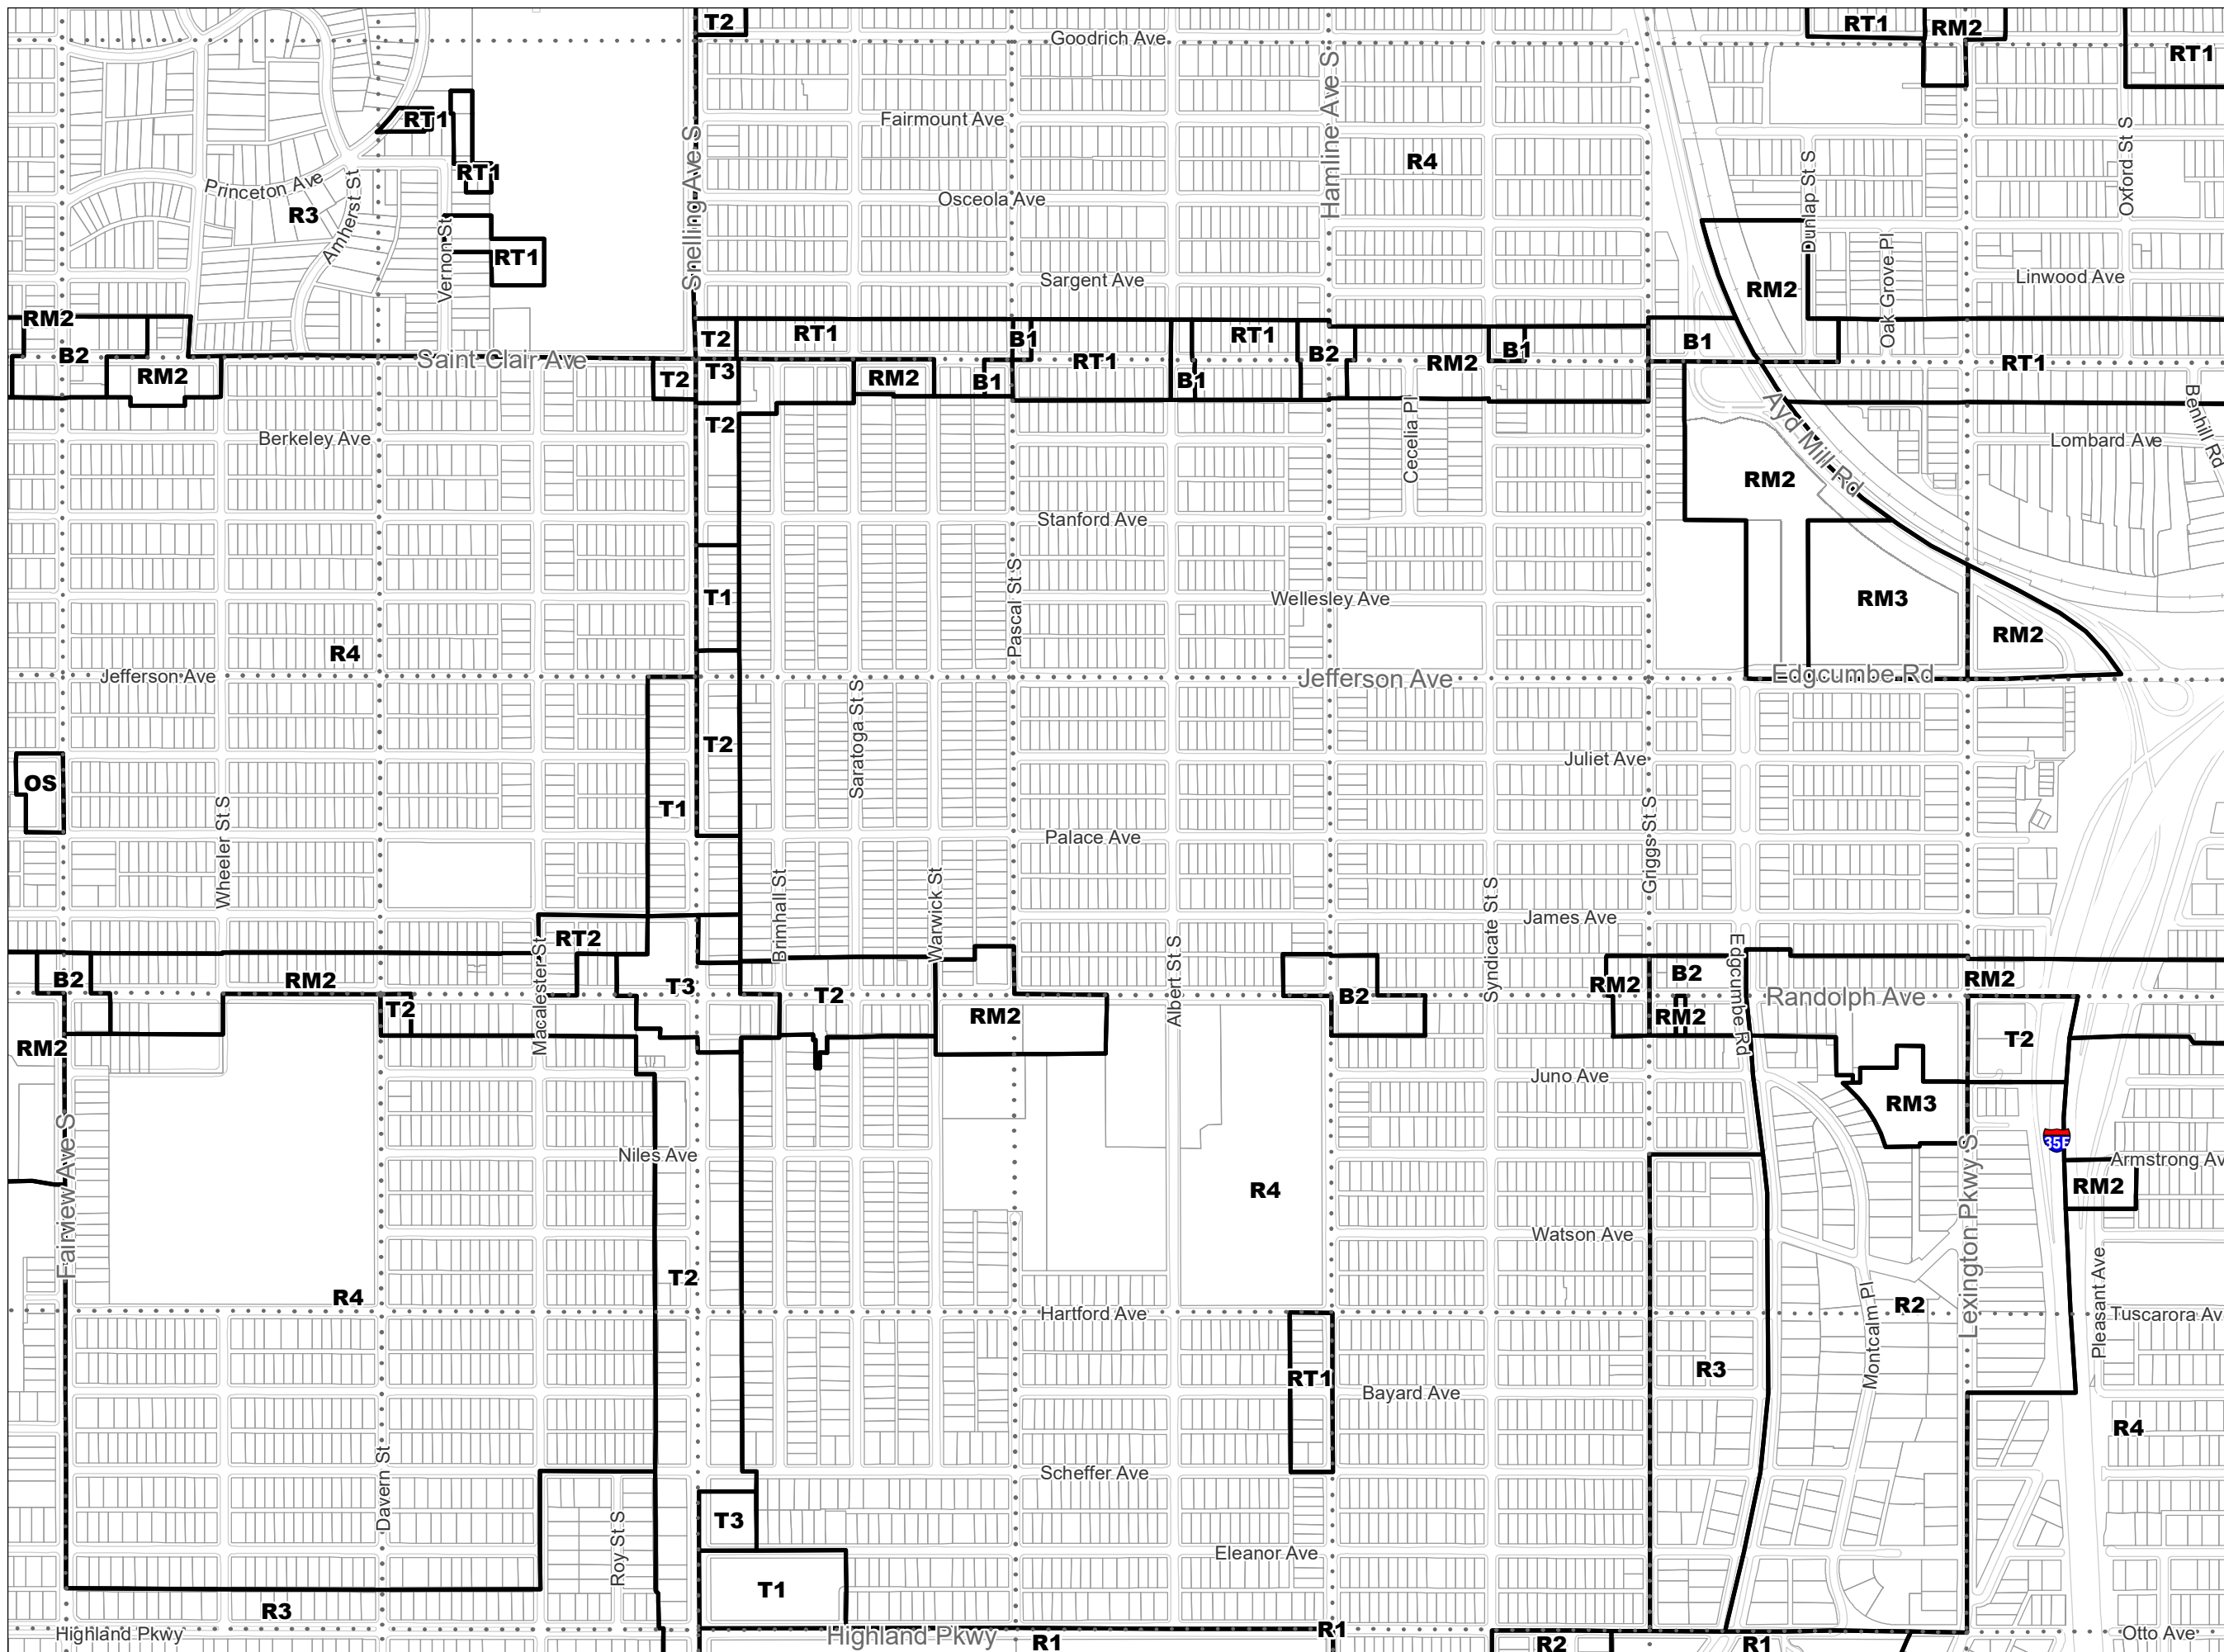 T2
RT1
RM2
Goodrich Ave
RT1
Fairmount Ave
RT1
Hamline Ave S
Snelling Ave S
R4
Oxford St S
Dunlap St S
RT1
Princeton Ave
Amherst St
R3
Osceola Ave
Vernon St
RT1
Oak Grove Pl
Sargent Ave
Linwood Ave
RM2
RM2
B2
T2
RT1
B1
RT1
RT1
B2
B1
B1
RM2
RT1
Saint Clair Ave
RM2
T2
T3
RM2
B1
B1
Cecelia Pl
Ayd Mill Rd
Benhill Rd
T2
Berkeley Ave
Lombard Ave
RM2
Stanford Ave
Pascal St S
T1
Wellesley Ave
RM3
RM2
R4
Jefferson Ave
Jefferson Ave
Edgcumbe Rd
Saratoga St S
T2
Juliet Ave
OS
T1
Wheeler St S
Palace Ave
Griggs St S
Brimhall St
Warwick St
Syndicate St S
James Ave
Macalester St
RT2
Albert St S
Edgcumbe Rd
B2
RM2
T3
T2
B2
RM2
B2
RM2
Randolph Ave
T2
RM2
RM2
T2
RM2
Juno Ave
RM3
35E
Niles Ave
Armstrong Av
Fairview Ave S
RM2
R4
Lexington Pkwy S
Watson Ave
T2
R4
Pleasant Ave
Montcalm Pl
R2
Hartford Ave
Tuscarora Av
R3
RT1
Bayard Ave
R4
Davern St
Scheffer Ave
T3
Roy St S
Eleanor Ave
T1
R3
Highland Pkwy
Highland Pkwy
R1
R1
R2
R1
Otto Ave